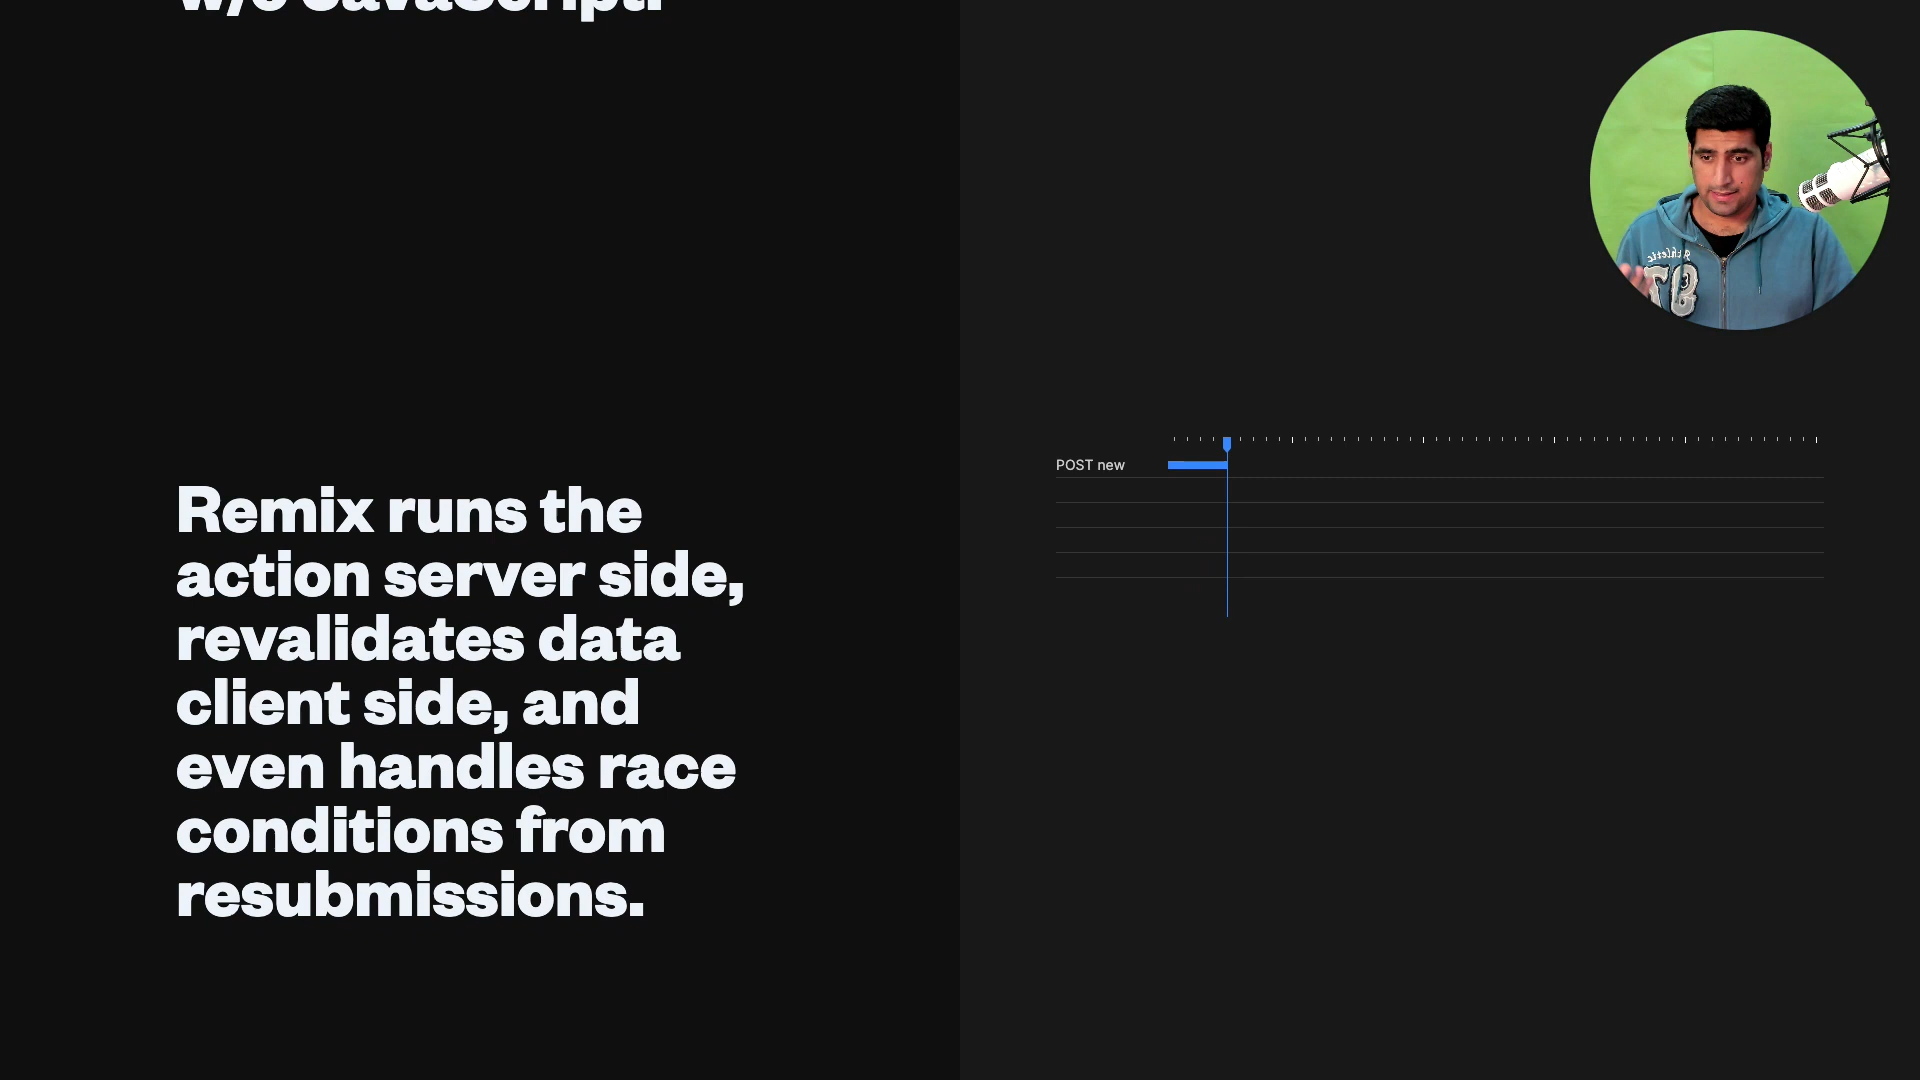 w/o JavaScript.
Remix runs the
action server side,
revalidates data
client side, and
even handles race
conditions from
resubmissions.
POST new